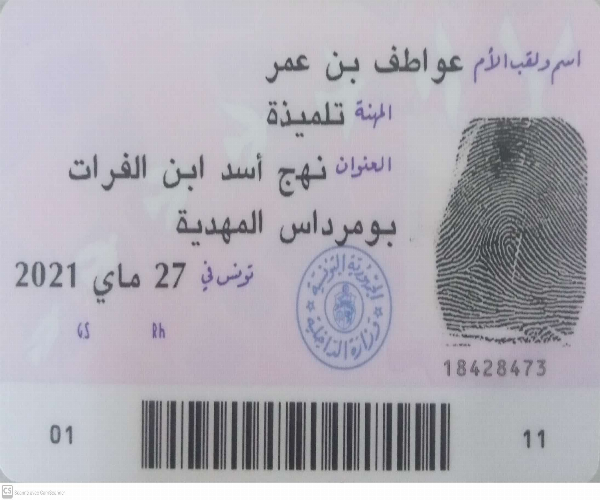 اسم ولقب الأم عواطف بن عمر
المهنة تلميذة
العنوان نهج أسد ابن الفرات
بومرداس المهدية
تونس في 27 ماي 2021
الجمهورية التونسية
وزارة الداخلية
GS Rh
18428473
01 11
CS